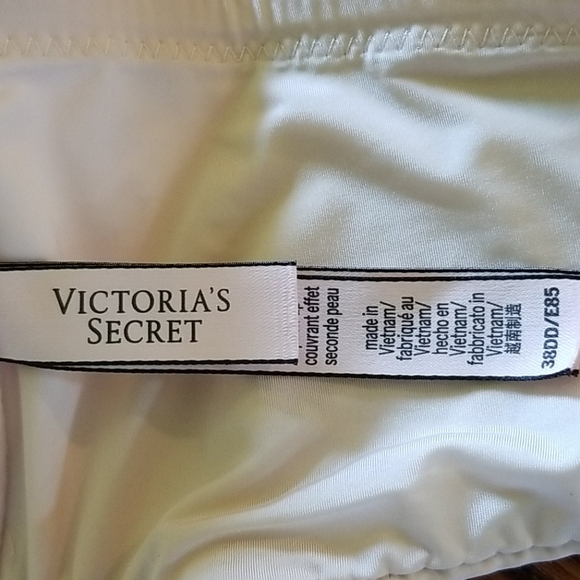 VICTORIA'S
SECRET
couvrant effet
seconde peau
made in
Vietnam/
fabriqué au
Vietnam/
hecho en
Vietnam/
fabbricato in
Vietnam/
越南制造
38DD/E85